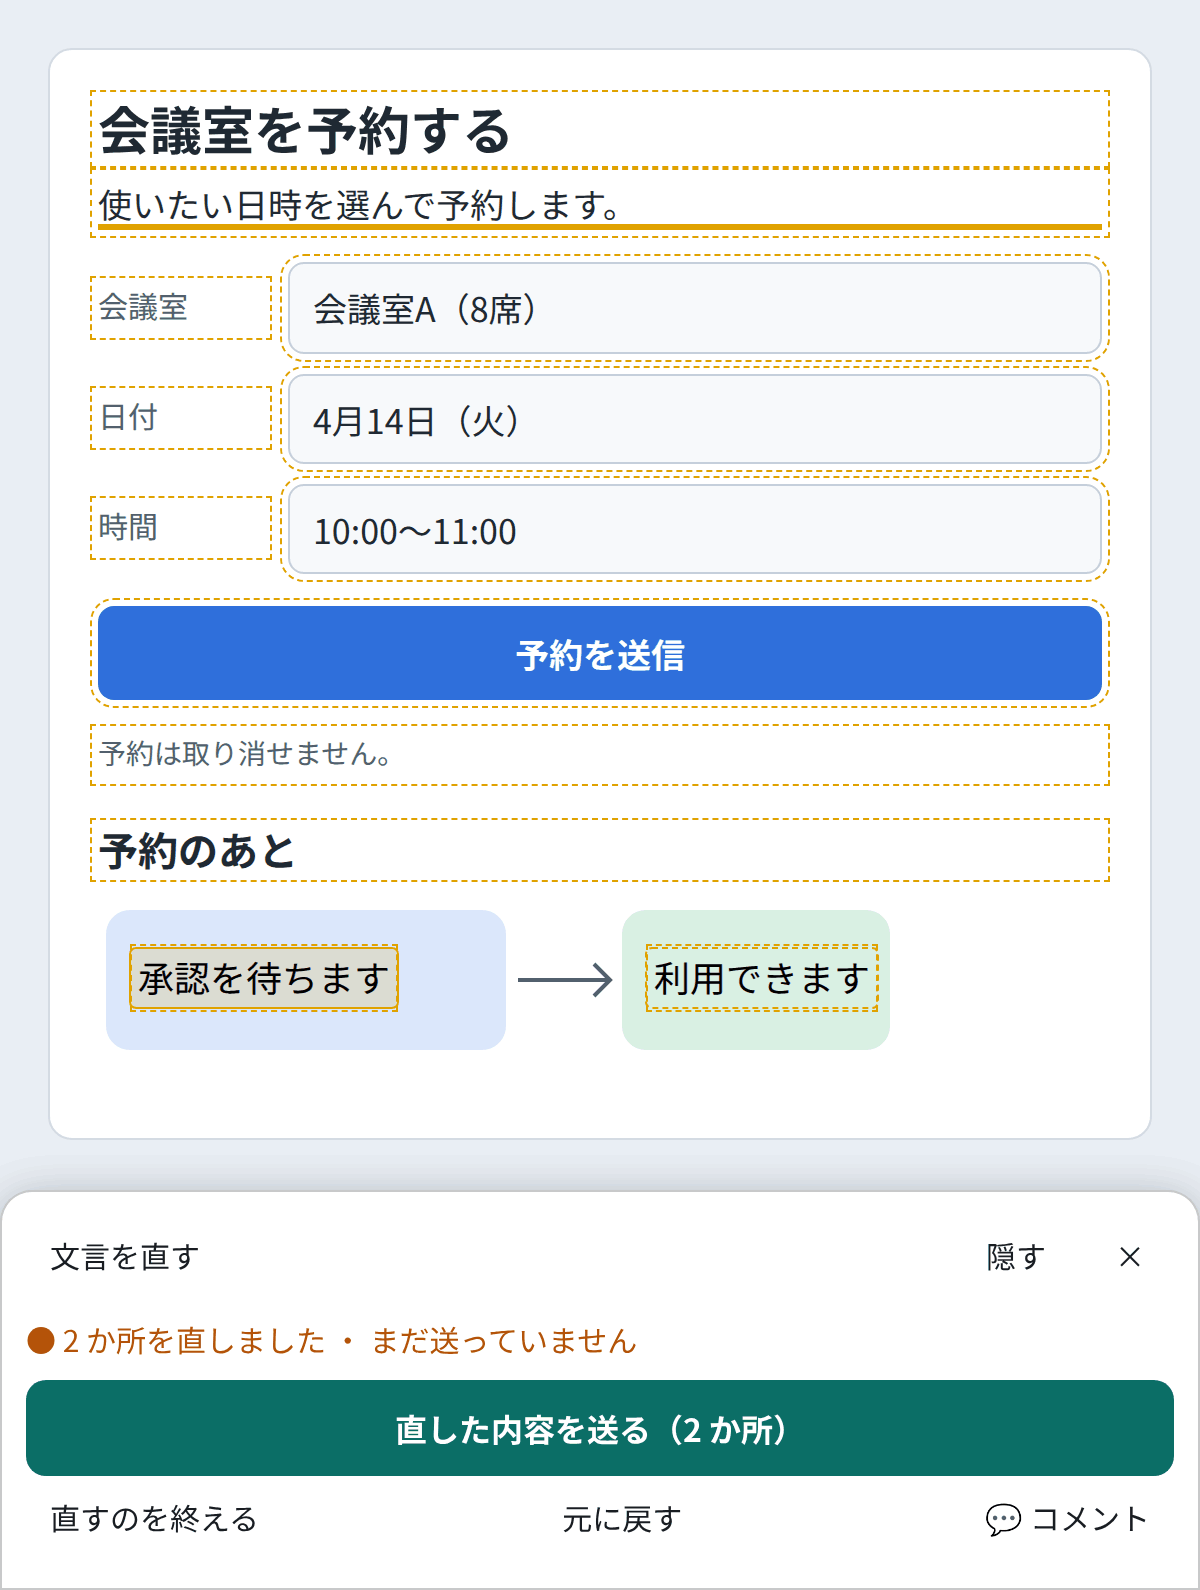 会議室を予約する
使いたい日時を選んで予約します。
会議室
会議室A（8席）
日付
4月14日（火）
時間
10:00〜11:00
予約を送信
予約は取り消せません。
予約のあと
承認を待ちます
利用できます
文言を直す
隠す
×
2 か所を直しました ・ まだ送っていません
直した内容を送る（2 か所）
直すのを終える
元に戻す
💬 コメント